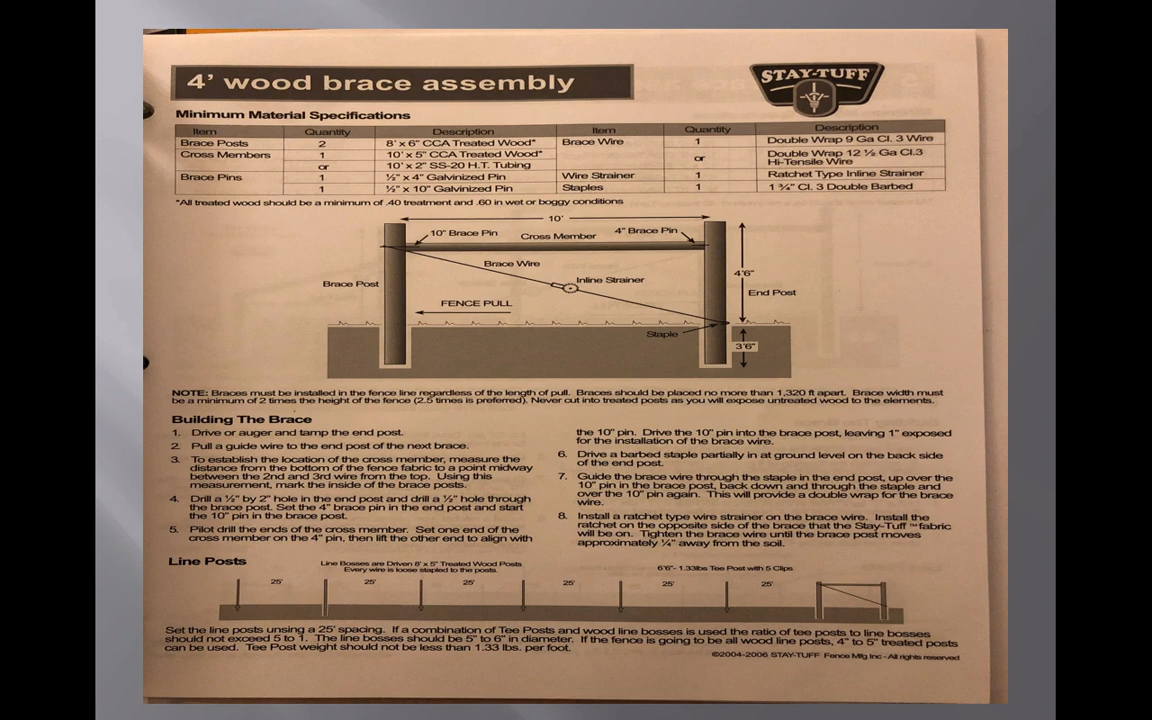 4' wood brace assembly
STAY-TUFF
Minimum Material Specifications
Item Quantity Description Item Quantity Description
Brace Posts 2 8' x 6" CCA Treated Wood* Brace Wire 1 Double Wrap 9 Ga Cl. 3 Wire
Cross Members 1 10' x 5" CCA Treated Wood* or Double Wrap 12 ½ Ga Cl.3
or 10' x 2" SS-20 H.T. Tubing Hi-Tensile Wire
Brace Pins 1 ½" x 4" Galvinized Pin Wire Strainer 1 Ratchet Type Inline Strainer
1 ½" x 10" Galvinized Pin Staples 1 1 ¾" Cl. 3 Double Barbed
*All treated wood should be a minimum of .40 treatment and .60 in wet or boggy conditions
10'
10" Brace Pin Cross Member 4" Brace Pin
Brace Wire
4'6"
Brace Post Inline Strainer
End Post
FENCE PULL
Staple
3'6"
NOTE: Braces must be installed in the fence line regardless of the length of pull. Braces should be placed no more than 1,320 ft apart. Brace width must
be a minimum of 2 times the height of the fence (2.5 times is preferred). Never cut into treated posts as you will expose untreated wood to the elements.
Building The Brace
1. Drive or auger and tamp the end post.
2. Pull a guide wire to the end post of the next brace.
3. To establish the location of the cross member, measure the
distance from the bottom of the fence fabric to a point midway
between the 2nd and 3rd wire from the top. Using this
measurement, mark the inside of the brace posts.
4. Drill a ½" by 2" hole in the end post and drill a ½" hole through
the brace post. Set the 4" brace pin in the end post and start
the 10" pin in the brace post.
5. Pilot drill the ends of the cross member. Set one end of the
cross member on the 4" pin, then lift the other end to align with
the 10" pin. Drive the 10" pin into the brace post, leaving 1" exposed
for the installation of the brace wire.
6. Drive a barbed staple partially in at ground level on the back side
of the end post.
7. Guide the brace wire through the staple in the end post, up over the
10" pin in the brace post, back down and through the staple and
over the 10" pin again. This will provide a double wrap for the brace
wire.
8. Install a ratchet type wire strainer on the brace wire. Install the
ratchet on the opposite side of the brace that the Stay-Tuff™ fabric
will be on. Tighten the brace wire until the brace post moves
approximately ¼" away from the soil.
Line Posts
Line Bosses are Driven 8' x 5" Treated Wood Posts
Every wire is loose stapled to the posts.
6'6"- 1.33lbs Tee Post with 5 Clips
25' 25' 25' 25' 25' 25'
Set the line posts unsing a 25' spacing. If a combination of Tee Posts and wood line bosses is used the ratio of tee posts to line bosses
should not exceed 5 to 1. The line bosses should be 5" to 6" in diameter. If the fence is going to be all wood line posts, 4" to 5" treated posts
can be used. Tee Post weight should not be less than 1.33 lbs. per foot.
©2004-2006 STAY-TUFF Fence Mfg Inc - All rights reserved